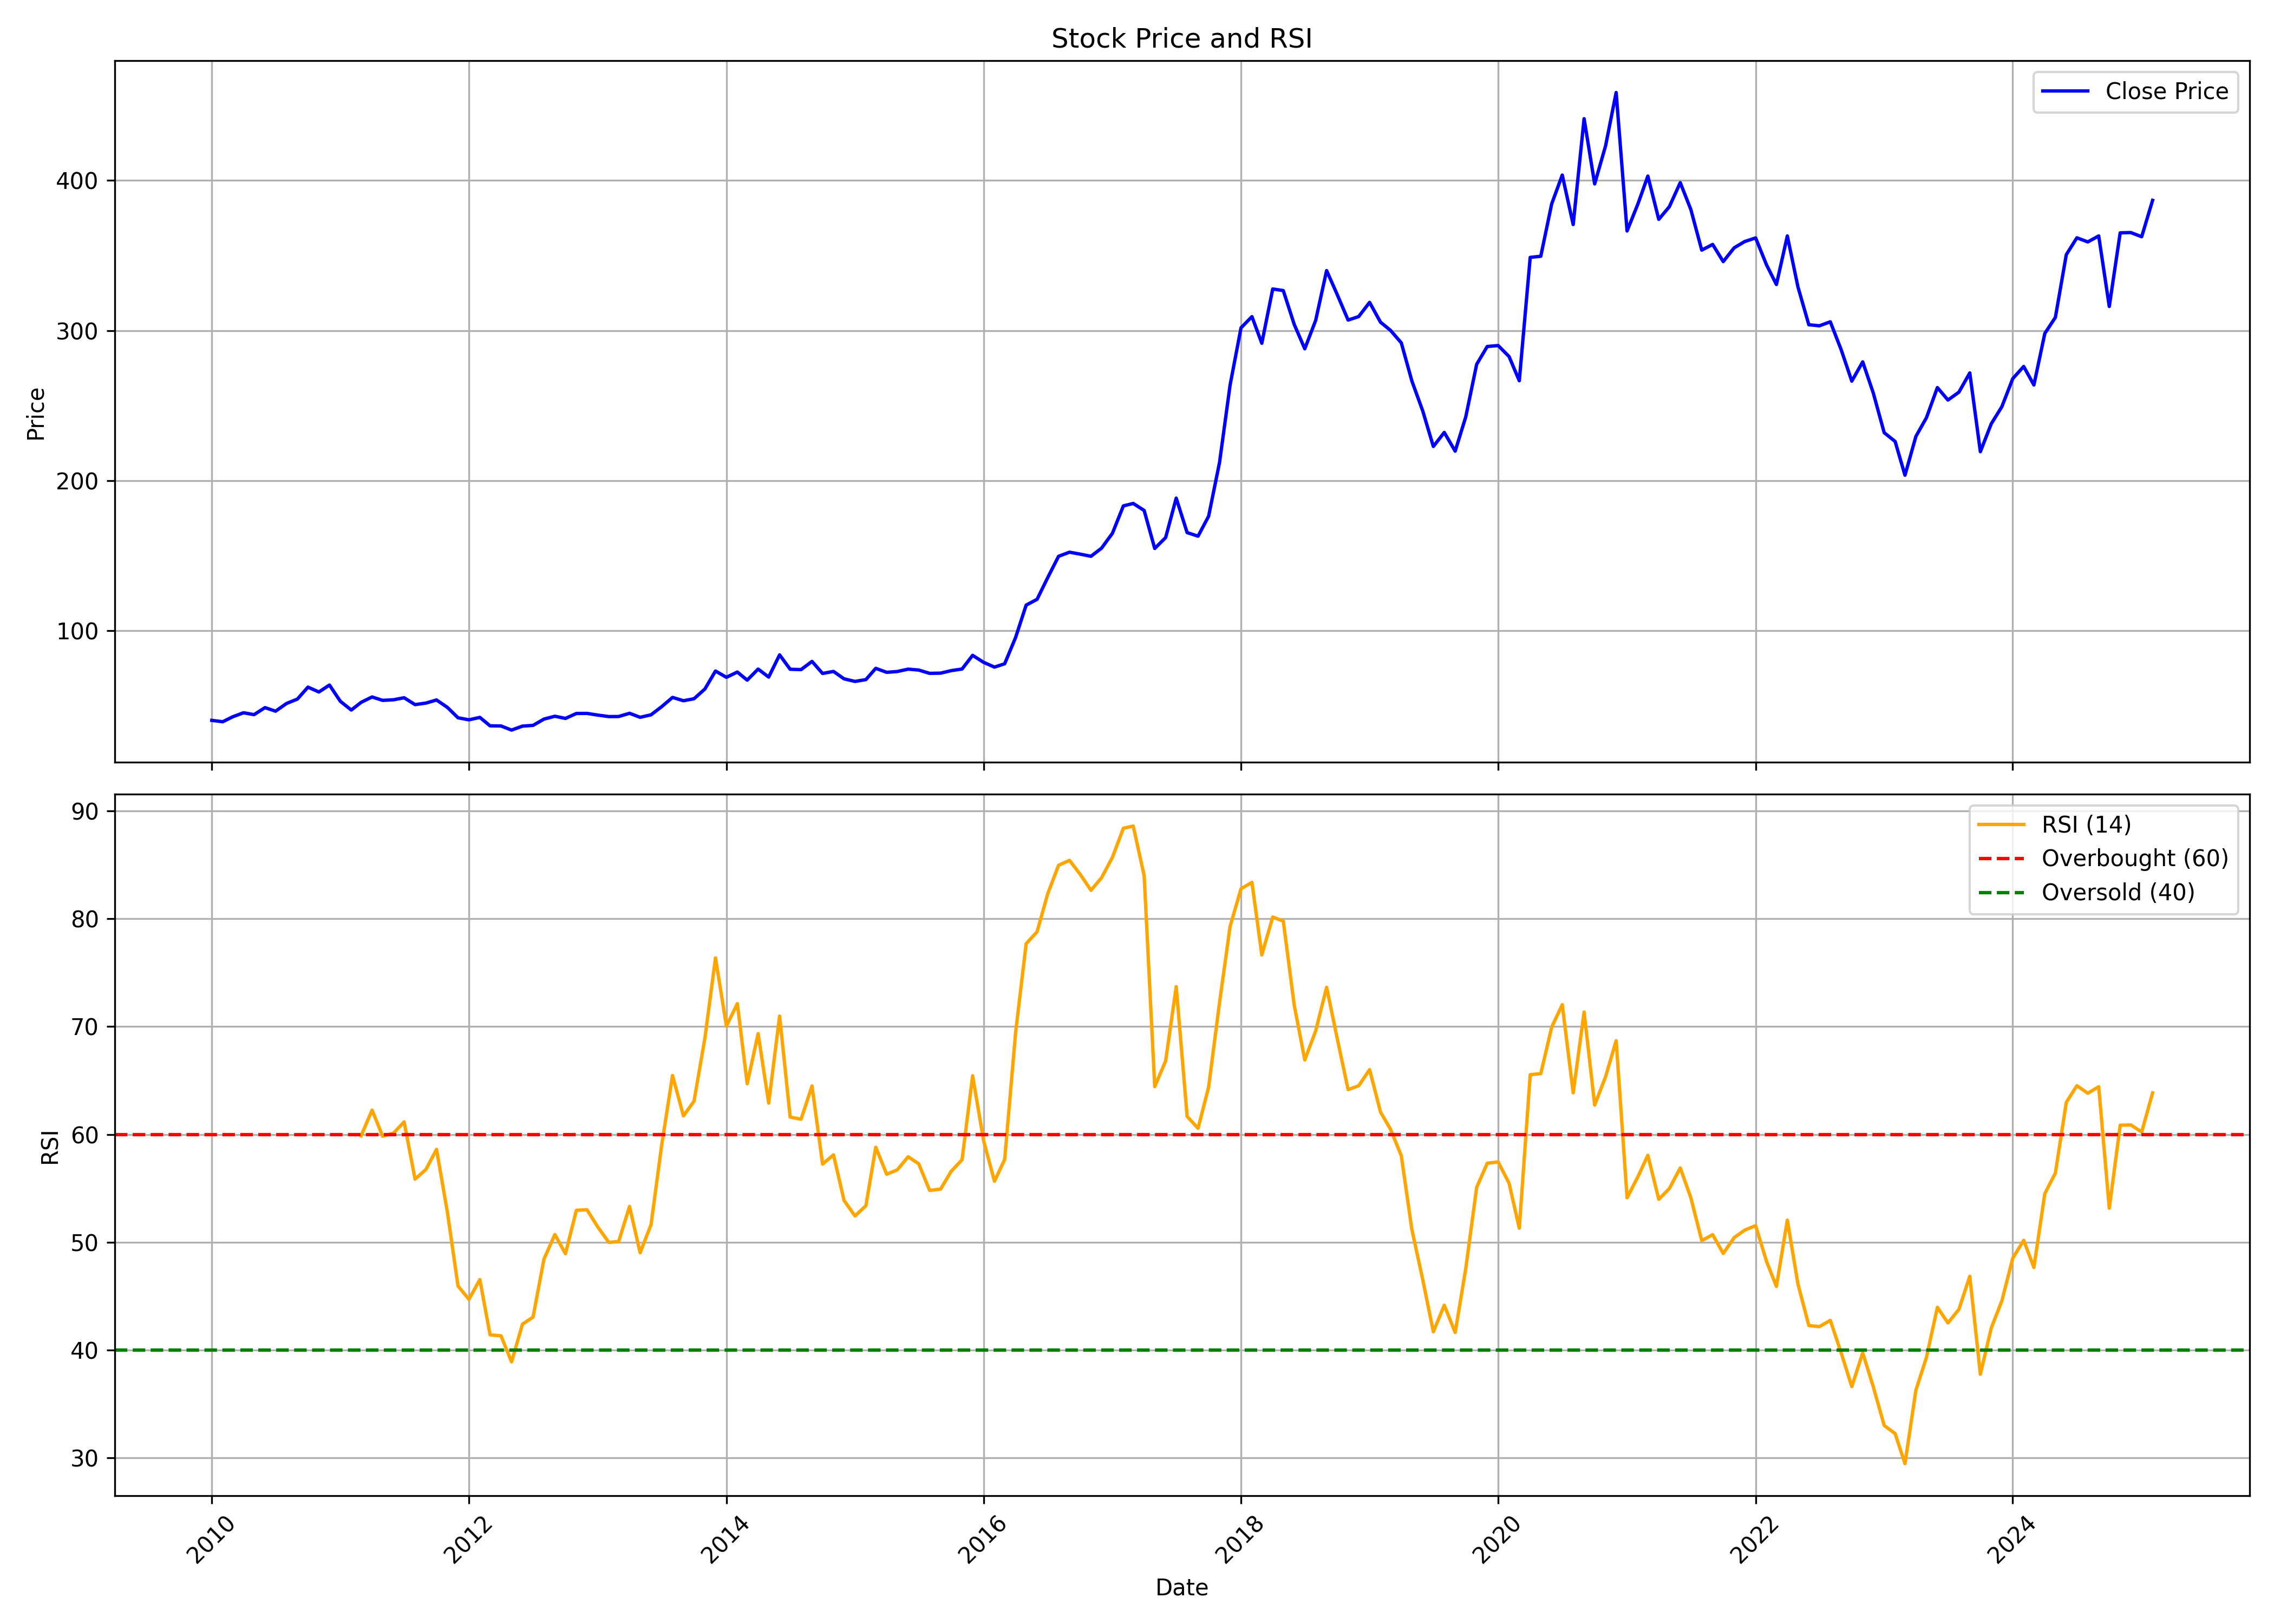 Stock Price and RSI
Close Price
Price
400
300
200
100
RSI (14)
Overbought (60)
Oversold (40)
RSI
90
80
70
60
50
40
30
2010
2012
2014
2016
2018
2020
2022
2024
Date